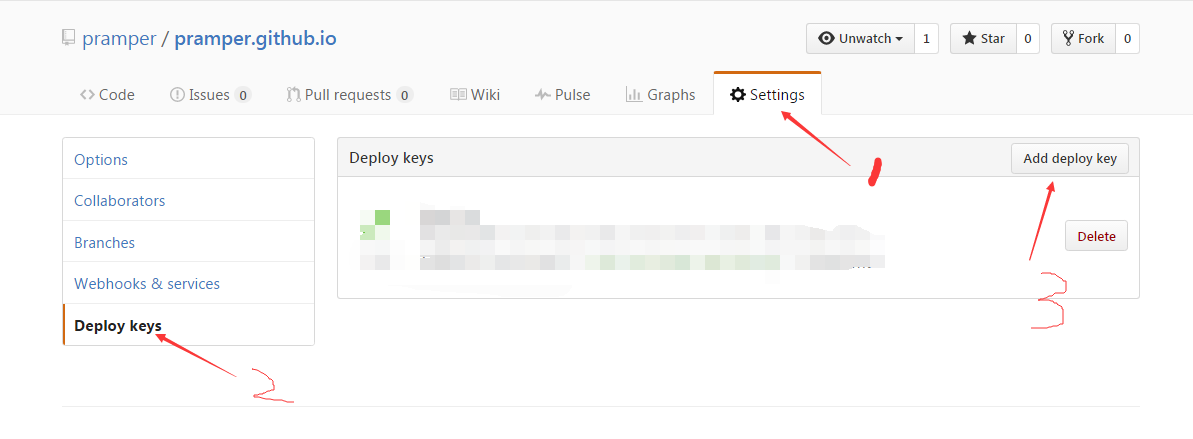 pramper / pramper.github.io
Unwatch 1 Star 0 Fork 0
Code Issues 0 Pull requests 0 Wiki Pulse Graphs Settings
1
Options
Collaborators
Branches
Webhooks & services
Deploy keys
2
Deploy keys
Add deploy key
Delete
3